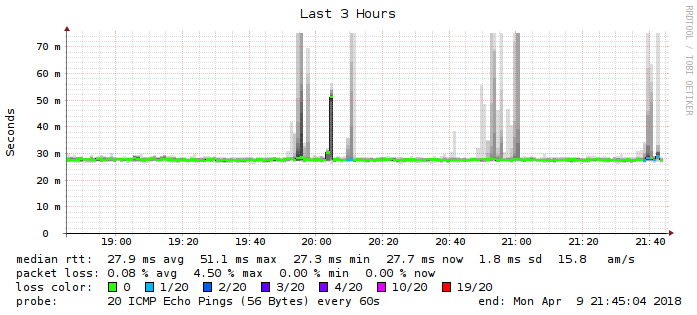 Last 3 Hours
RRDTOOL / TOBI OETIKER
Seconds
70 m
60 m
50 m
40 m
30 m
20 m
10 m
0
19:00 19:20 19:40 20:00 20:20 20:40 21:00 21:20 21:40
median rtt: 27.9 ms avg 51.1 ms max 27.3 ms min 27.7 ms now 1.8 ms sd 15.8 am/s
packet loss: 0.08 % avg 4.50 % max 0.00 % min 0.00 % now
loss color: 0 1/20 2/20 3/20 4/20 10/20 19/20
probe: 20 ICMP Echo Pings (56 Bytes) every 60s end: Mon Apr 9 21:45:04 2018